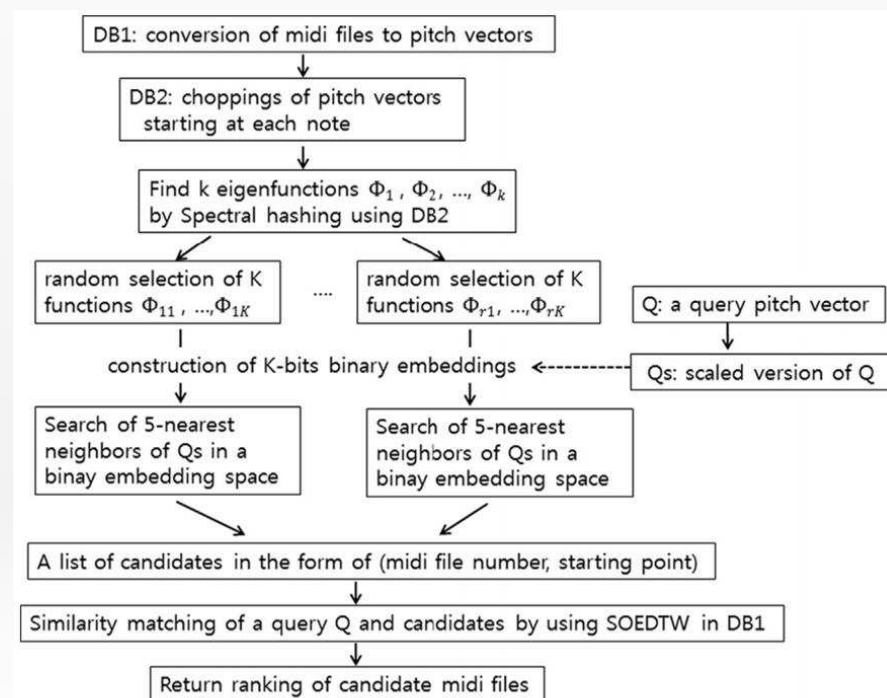 DB1: conversion of midi files to pitch vectors
DB2: choppings of pitch vectors
starting at each note
Find k eigenfunctions Φ₁ , Φ₂, ..., Φₖ
by Spectral hashing using DB2
random selection of K
functions Φ₁₁ , ...,Φ₁K
....
random selection of K
functions Φr₁, ...,ΦrK
Q: a query pitch vector
construction of K-bits binary embeddings
Qs: scaled version of Q
Search of 5-nearest
neighbors of Qs in a
binay embedding space
Search of 5-nearest
neighbors of Qs in a
binay embedding space
A list of candidates in the form of (midi file number, starting point)
Similarity matching of a query Q and candidates by using SOEDTW in DB1
Return ranking of candidate midi files